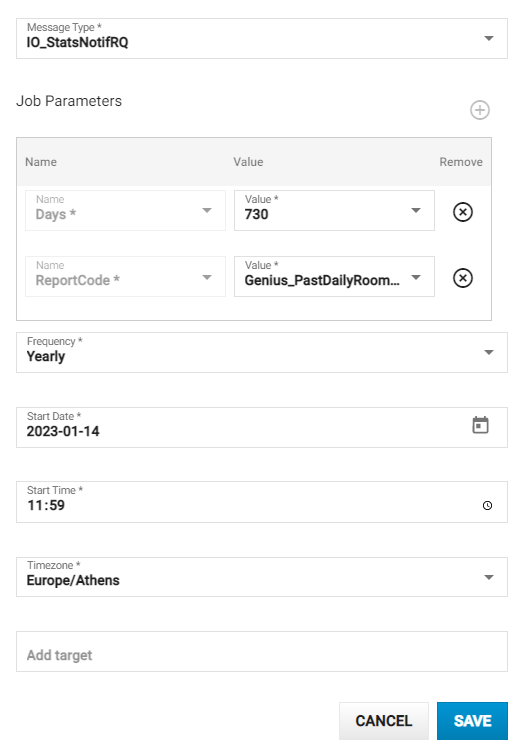 Message Type *
IO_StatsNotifRQ
Job Parameters
Name Value Remove
Name Value *
Days * 730
Name Value *
ReportCode * Genius_PastDailyRoom...
Frequency *
Yearly
Start Date *
2023-01-14
Start Time *
11:59
Timezone *
Europe/Athens
Add target
CANCEL SAVE